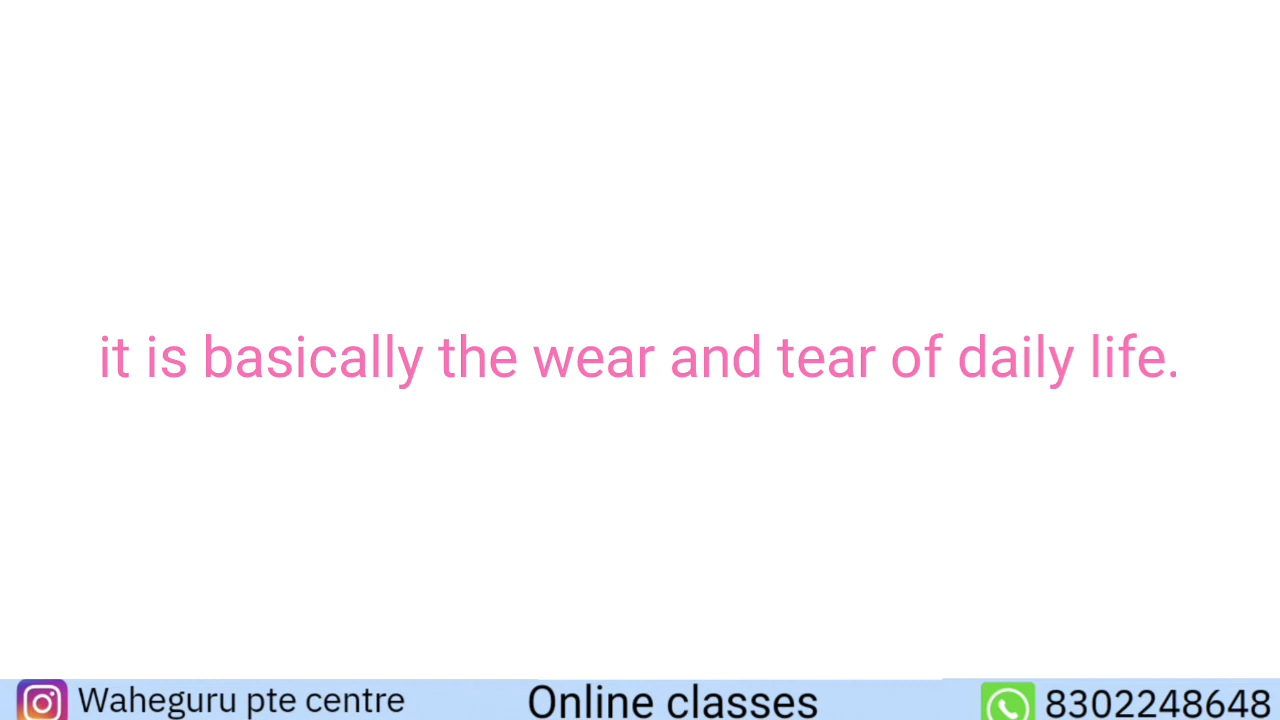 it is basically the wear and tear of daily life.
Waheguru pte centre Online classes 8302248648